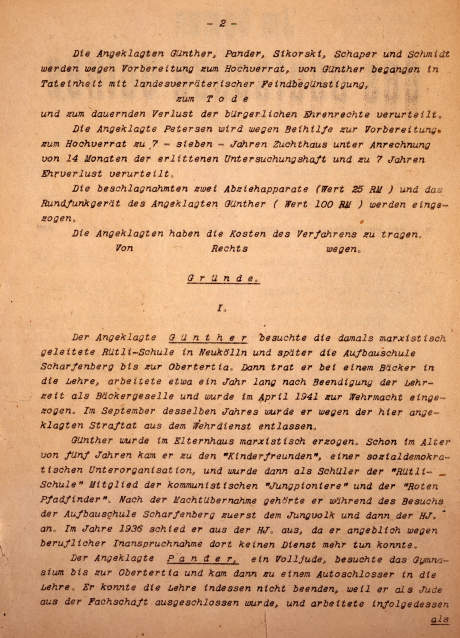 - 2 -
Die Angeklagten Günther, Pander, Sikorski, Schaper und Schmidt
werden wegen Vorbereitung zum Hochverrat, von Günther begangen in
Tateinheit mit landesverräterischer Feindbegünstigung,
zum T o d e
und zum dauernden Verlust der bürgerlichen Ehrenrechte verurteilt.
Die Angeklagte Petersen wird wegen Beihilfe zur Vorbereitung
zum Hochverrat zu 7 - sieben - Jahren Zuchthaus unter Anrechnung
von 14 Monaten der erlittenen Untersuchungshaft und zu 7 Jahren
Ehrverlust verurteilt.
Die beschlagnahmten zwei Abziehapparate (Wert 25 RM ) und das
Rundfunkgerät des Angeklagten Günther ( Wert 100 RM ) werden einge-
zogen.
Die Angeklagten haben die Kosten des Verfahrens zu tragen.
Von Rechts wegen.
G r ü n d e.
I.
Der Angeklagte G ü n t h e r besuchte die damals marxistisch
geleitete Rütli-Schule in Neukölln und später die Aufbauschule
Scharfenberg bis zur Obertertia. Dann trat er bei einem Bäcker in
die Lehre, arbeitete etwa ein Jahr lang nach Beendigung der Lehr-
zeit als Bäckergeselle und wurde im April 1941 zur Wehrmacht einge-
zogen. Im September desselben Jahres wurde er wegen der hier ange-
klagten Straftat aus dem Wehrdienst entlassen.
Günther wurde im Elternhaus marxistisch erzogen. Schon im Alter
von fünf Jahren kam er zu den "Kinderfreunden", einer sozialdemokra-
tischen Unterorganisation, und wurde dann als Schüler der "Rütli-
Schule" Mitglied der kommunistischen "Jungpioniere" und der "Roten
Pfadfinder". Nach der Machtübernahme gehörte er während des Besuchs
der Aufbauschule Scharfenberg zuerst dem Jungvolk und dann der HJ.
an. Im Jahre 1936 schied er aus der HJ. aus, da er angeblich wegen
beruflicher Inanspruchnahme dort keinen Dienst mehr tun konnte.
Der Angeklagte P a n d e r, ein Volljude, besuchte das Gymna-
sium bis zur Obertertia und kam dann zu einem Autoschlosser in die
Lehre. Er konnte die Lehre indessen nicht beenden, weil er als Jude
aus der Fachschaft ausgeschlossen wurde, und arbeitete infolgedessen
als